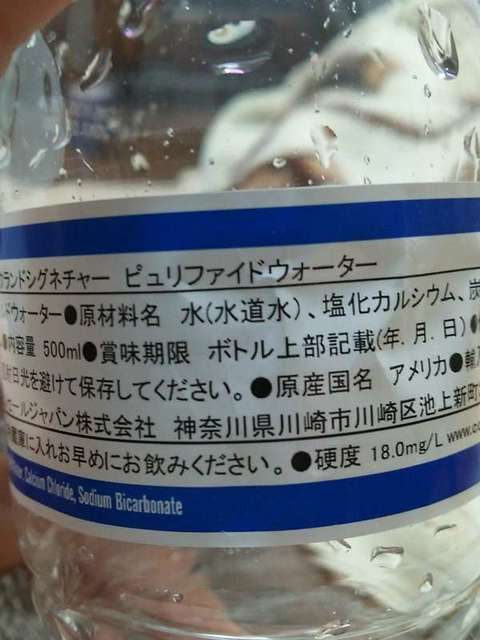 ランドシグネチャー ピュリファイドウォーター
ドウォーター●原材料名 水(水道水)、塩化カルシウム、炭
●内容量 500ml●賞味期限 ボトル上部記載(年.月.日)●
日光を避けて保存してください。●原産国名 アメリカ●輸
ールジャパン株式会社 神奈川県川崎市川崎区池上新町
蔵庫に入れお早めにお飲みください。●硬度 18.0mg/L www.co
Calcium Chloride, Sodium Bicarbonate